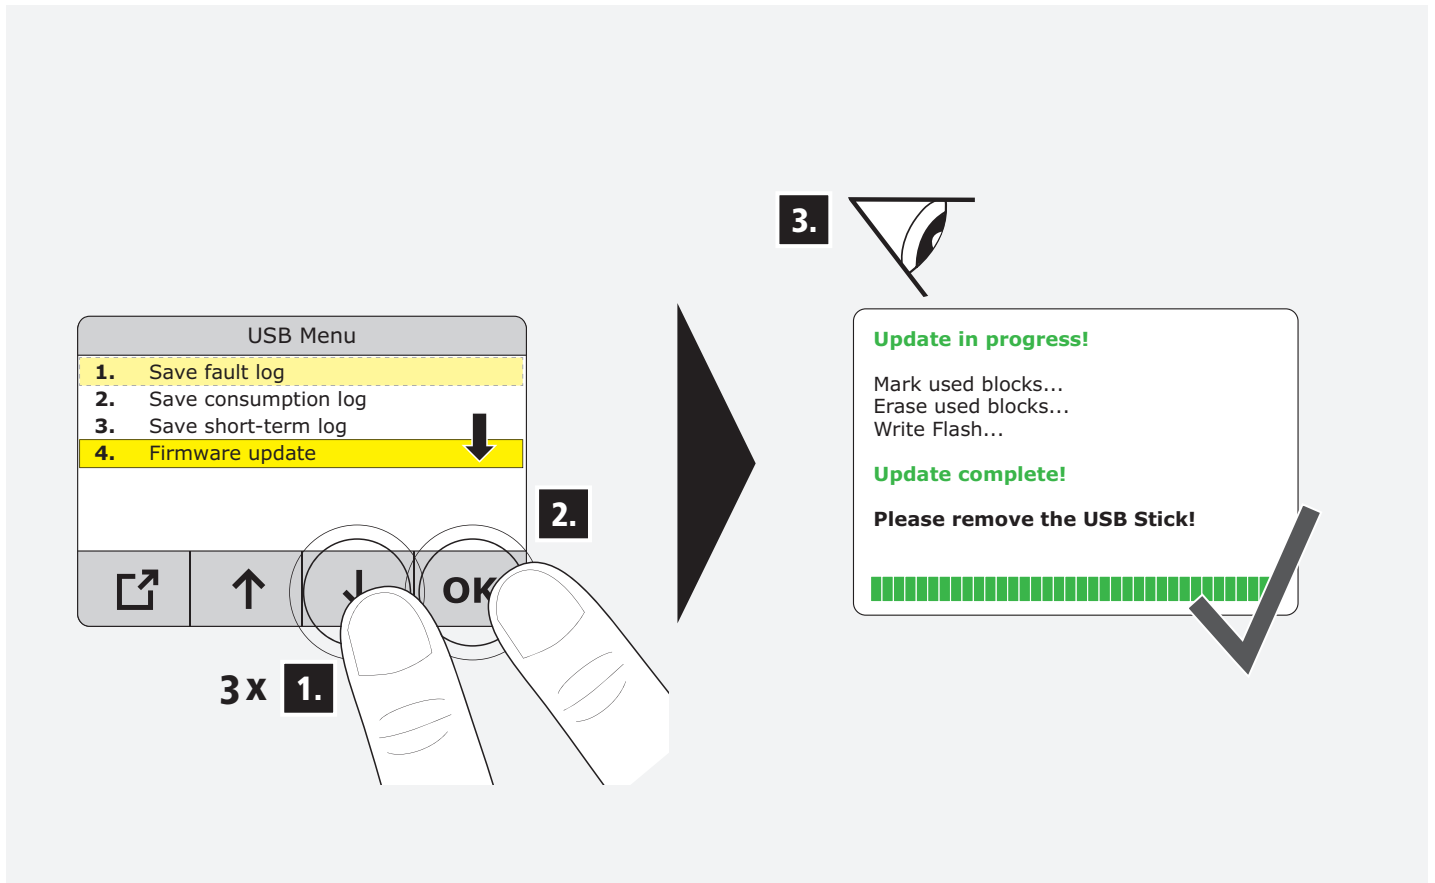 USB Menu
1. Save fault log
2. Save consumption log
3. Save short-term log
4. Firmware update
2.
OK
3x 1.
3.
Update in progress!
Mark used blocks...
Erase used blocks...
Write Flash...
Update complete!
Please remove the USB Stick!